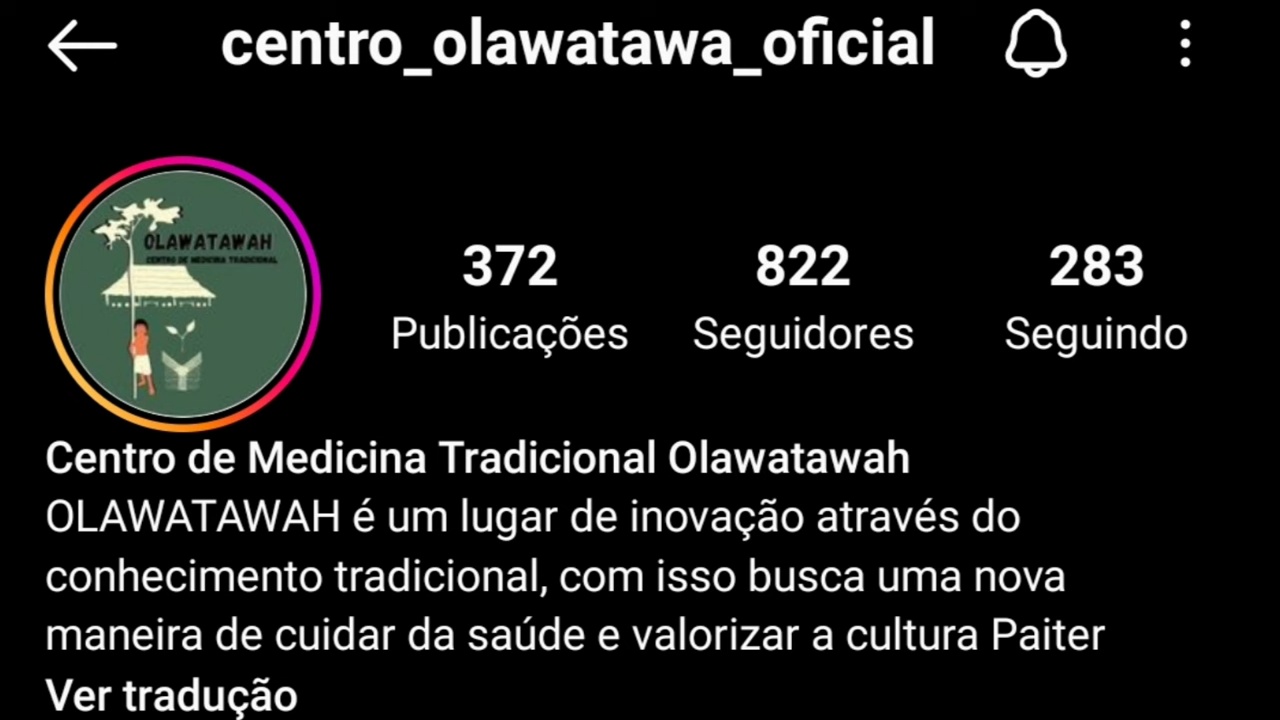 centro_olawatawa_oficial
OLAWATAWAH
CENTRO DE MEDICINA TRADICIONAL
372 822 283
Publicações Seguidores Seguindo
Centro de Medicina Tradicional Olawatawah
OLAWATAWAH é um lugar de inovação através do
conhecimento tradicional, com isso busca uma nova
maneira de cuidar da saúde e valorizar a cultura Paiter
Ver tradução